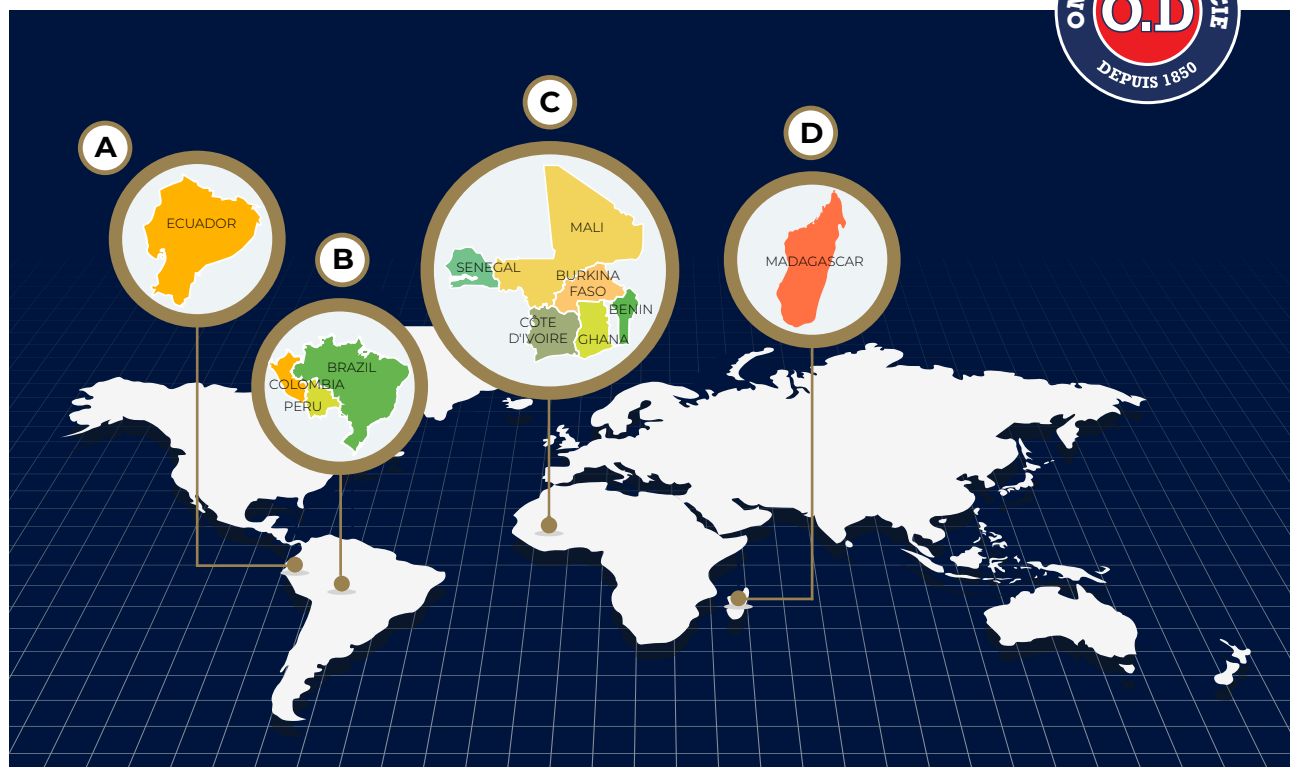 O.D
DEPUIS 1850
A
ECUADOR
B
BRAZIL
COLOMBIA
PERU
C
MALI
SENEGAL
BURKINA
FASO
BENIN
CÔTE
D'IVOIRE
GHANA
D
MADAGASCAR